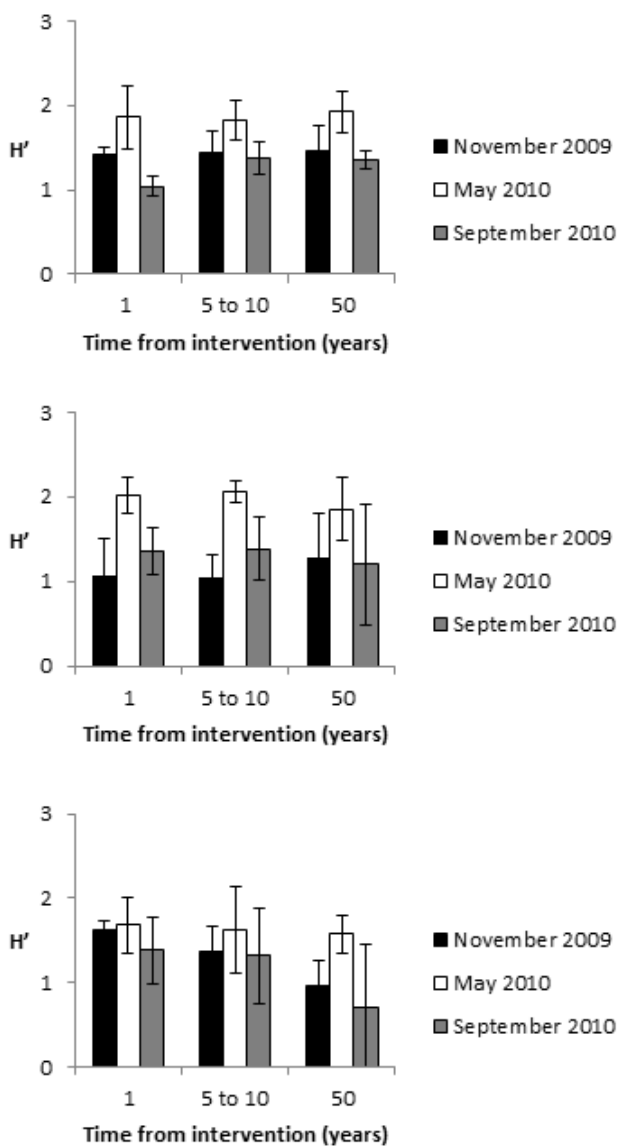 3
2
H'
1
0
November 2009
May 2010
September 2010
1 5 to 10 50
Time from intervention (years)
3
2
H'
1
0
November 2009
May 2010
September 2010
1 5 to 10 50
Time from intervention (years)
3
2
H'
1
0
November 2009
May 2010
September 2010
1 5 to 10 50
Time from intervention (years)